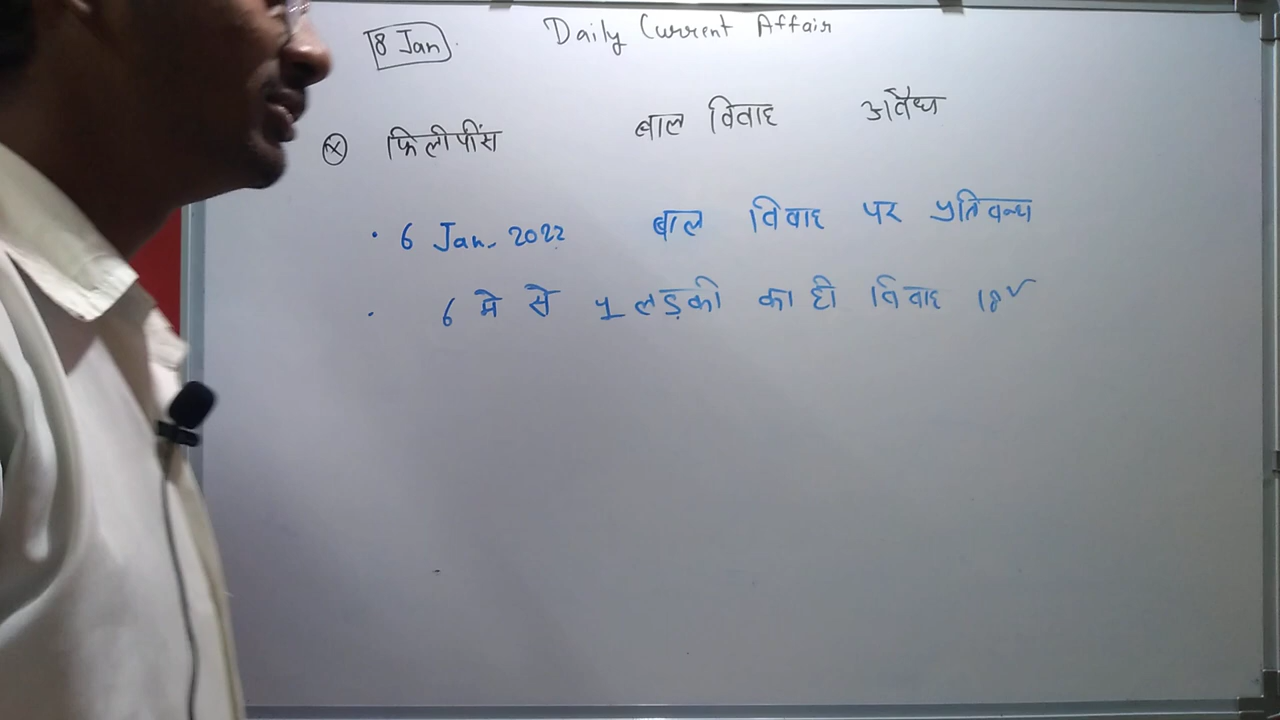 8 Jan. Daily Current Affair
फिलीपींस बाल विवाह अवैध
• 6 Jan. 2022 बाल विवाह पर प्रतिबन्ध
• 6 मे से 1 लड़की का ही विवाह 18✓